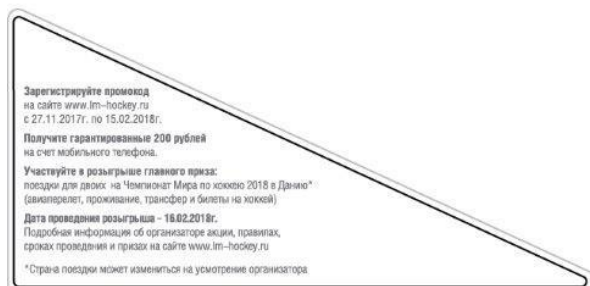 Зарегистрируйте промокод
на сайте www.lm-hockey.ru
с 27.11.2017г. по 15.02.2018г.
Получите гарантированные 200 рублей
на счет мобильного телефона.
Участвуйте в розыгрыше главного приза:
поездки для двоих на Чемпионат Мира по хоккею 2018 в Данию*
(авиаперелет, проживание, трансфер и билеты на хоккей)
Дата проведения розыгрыша - 16.02.2018г.
Подробная информация об организаторе акции, правилах,
сроках проведения и призах на сайте www.lm-hockey.ru
*Страна поездки может измениться на усмотрение организатора